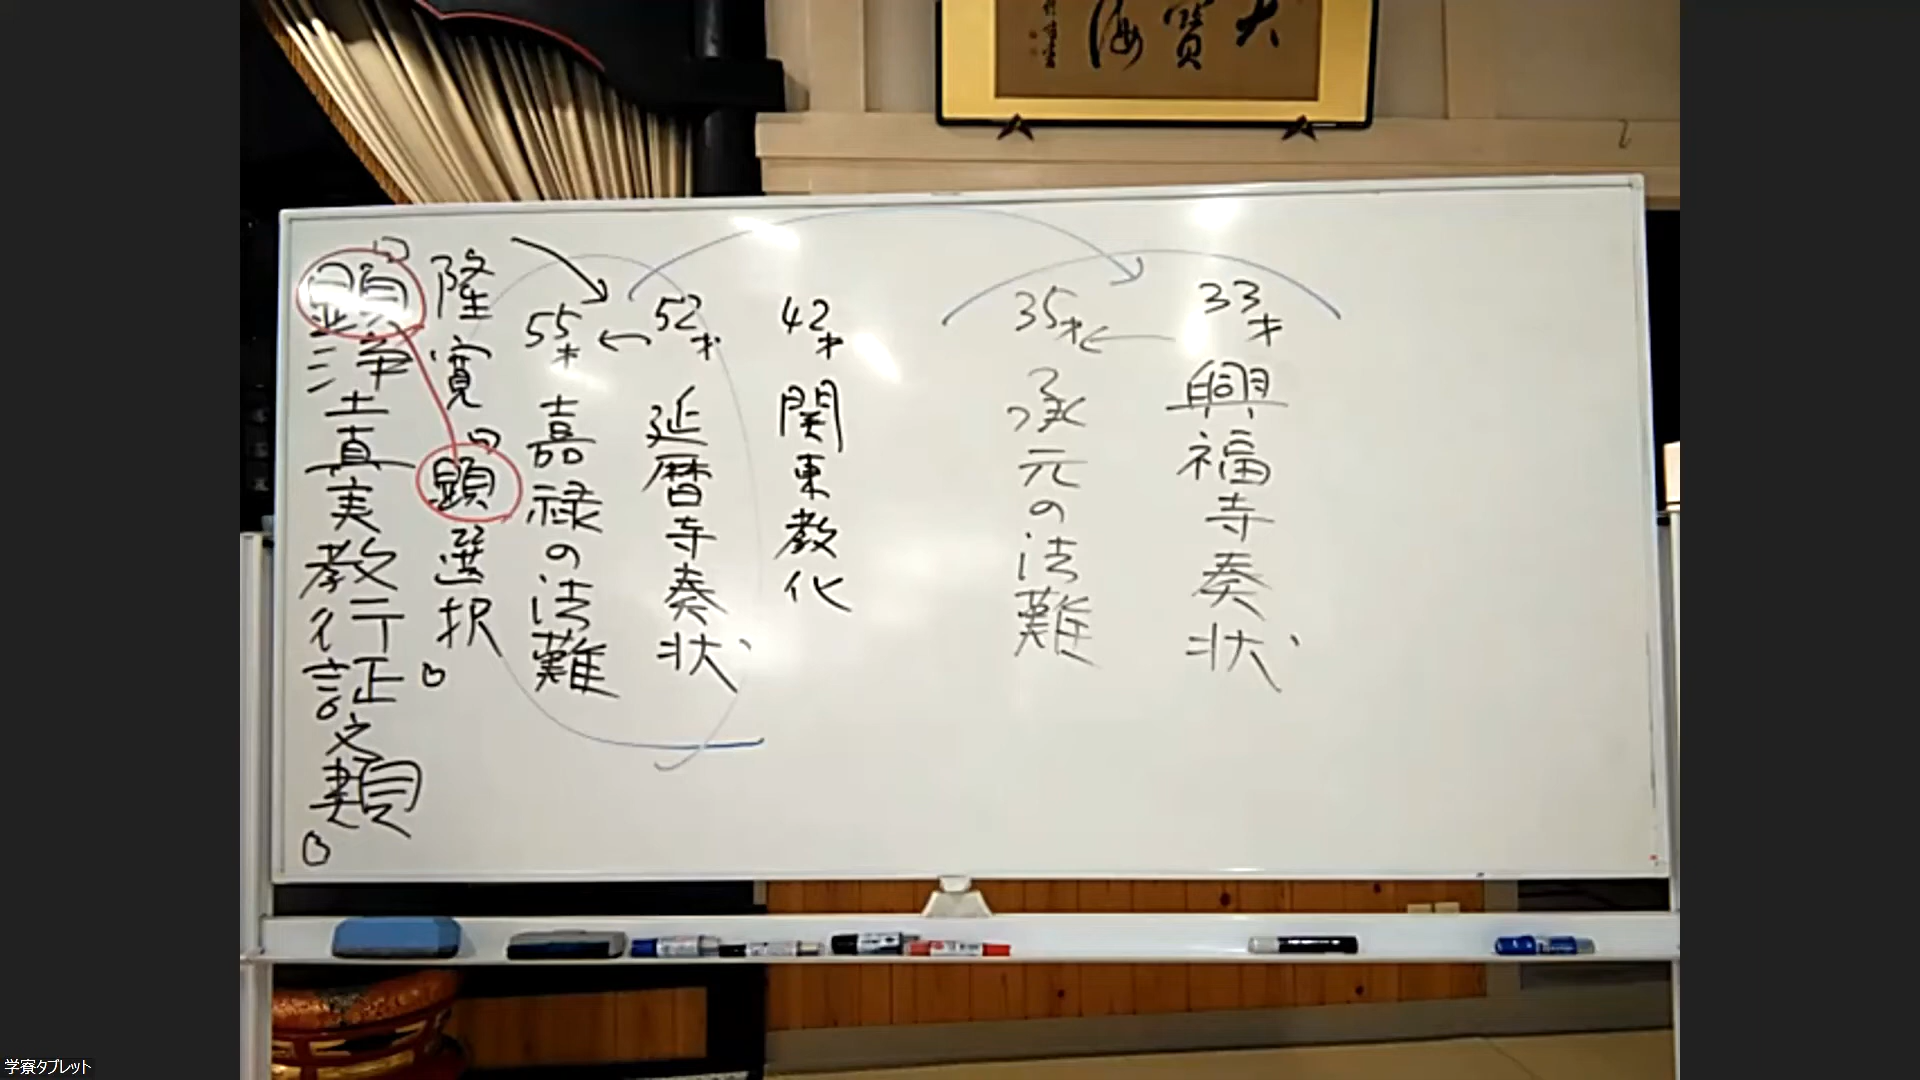 大寶海
33才 興福寺奏状
35才 承元の法難
42才 関東教化
52才 延暦寺奏状
55才 嘉禄の法難
隆寛『顕選択』
『顕浄土真実教行証文類』
学寮タブレット